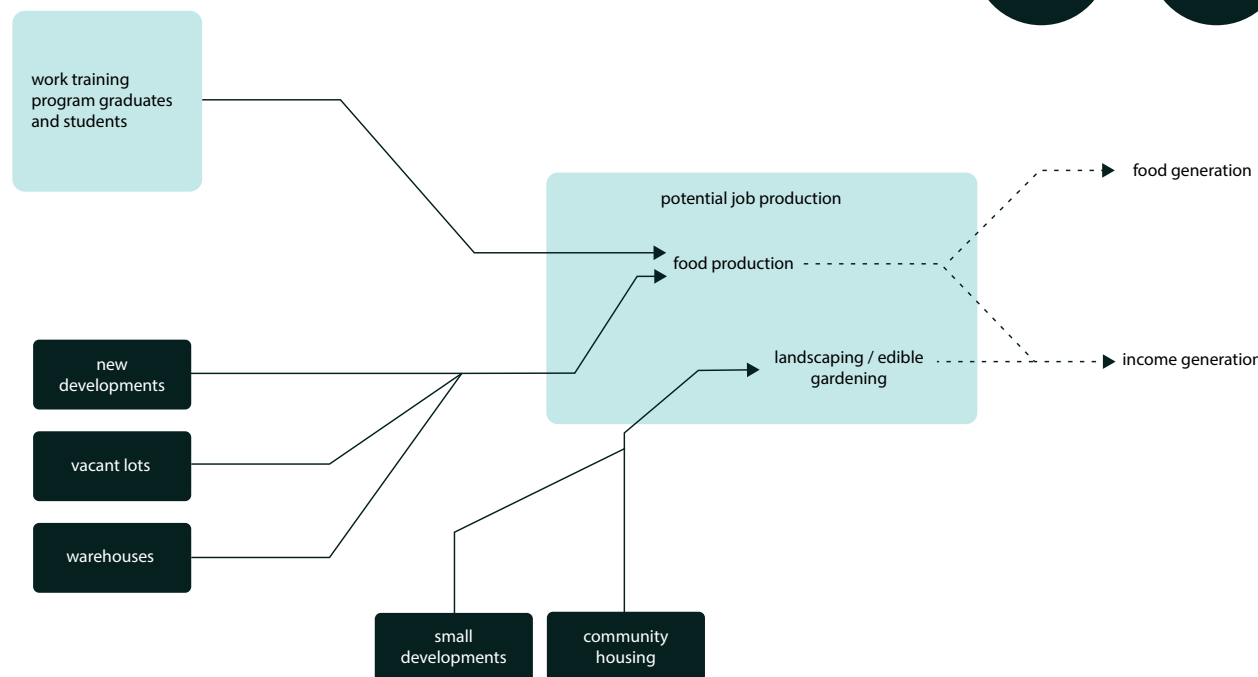 work training
program graduates
and students
potential job production
food production
food generation
landscaping / edible
gardening
income generation
new
developments
vacant lots
warehouses
small
developments
community
housing